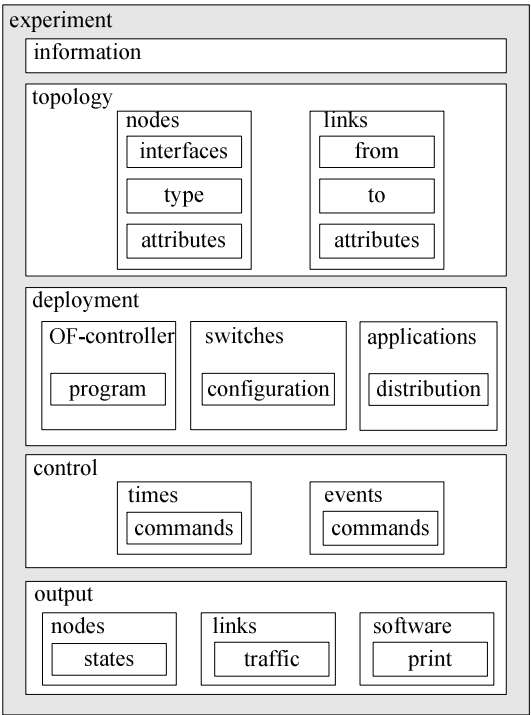 experiment
information
topology
nodes
interfaces
type
attributes
links
from
to
attributes
deployment
OF-controller
program
switches
configuration
applications
distribution
control
times
commands
events
commands
output
nodes
states
links
traffic
software
print